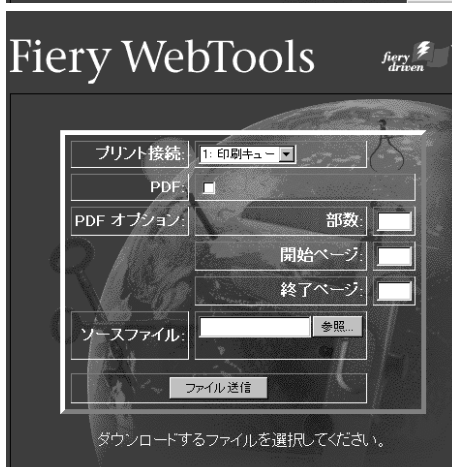 Fiery WebTools
fiery
driven
プリント接続:
1: 印刷キュー
PDF:
PDF オプション:
部数:
開始ページ:
終了ページ:
ソースファイル:
参照...
ファイル送信
ダウンロードするファイルを選択してください。